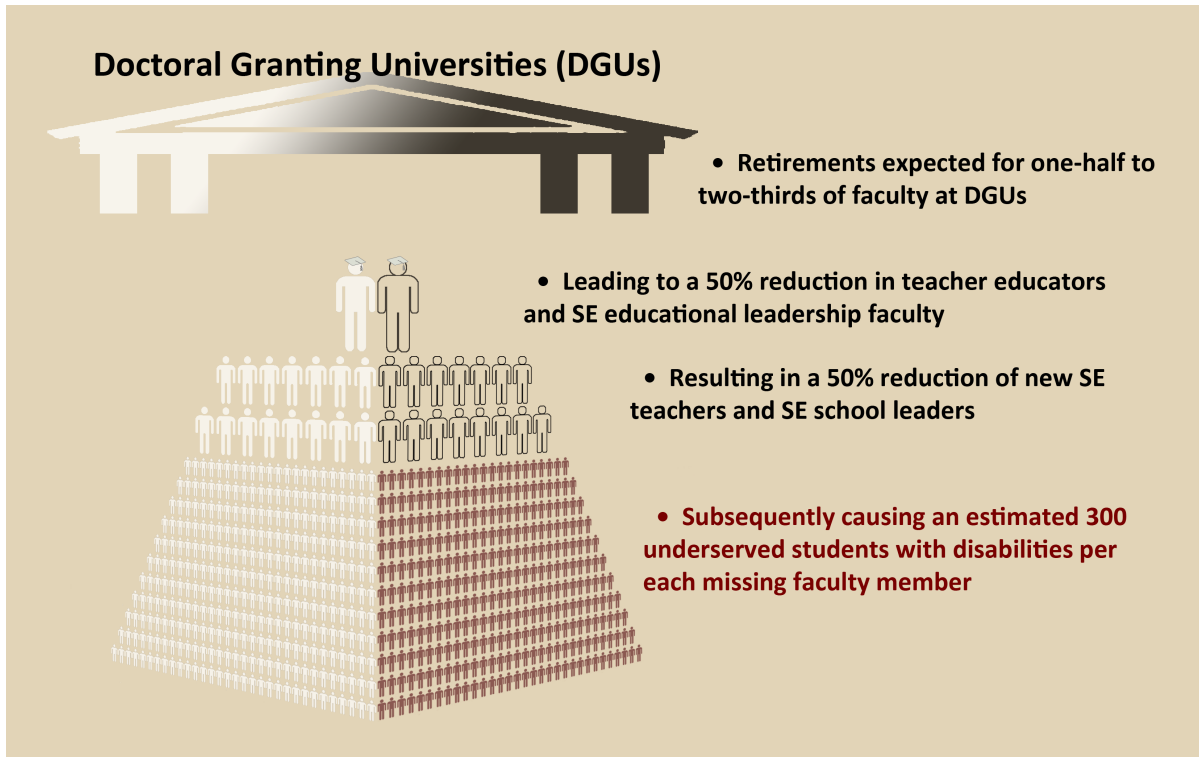 Doctoral Granting Universities (DGUs)
• Retirements expected for one-half to
two-thirds of faculty at DGUs
• Leading to a 50% reduction in teacher educators
and SE educational leadership faculty
• Resulting in a 50% reduction of new SE
teachers and SE school leaders
• Subsequently causing an estimated 300
underserved students with disabilities per
each missing faculty member